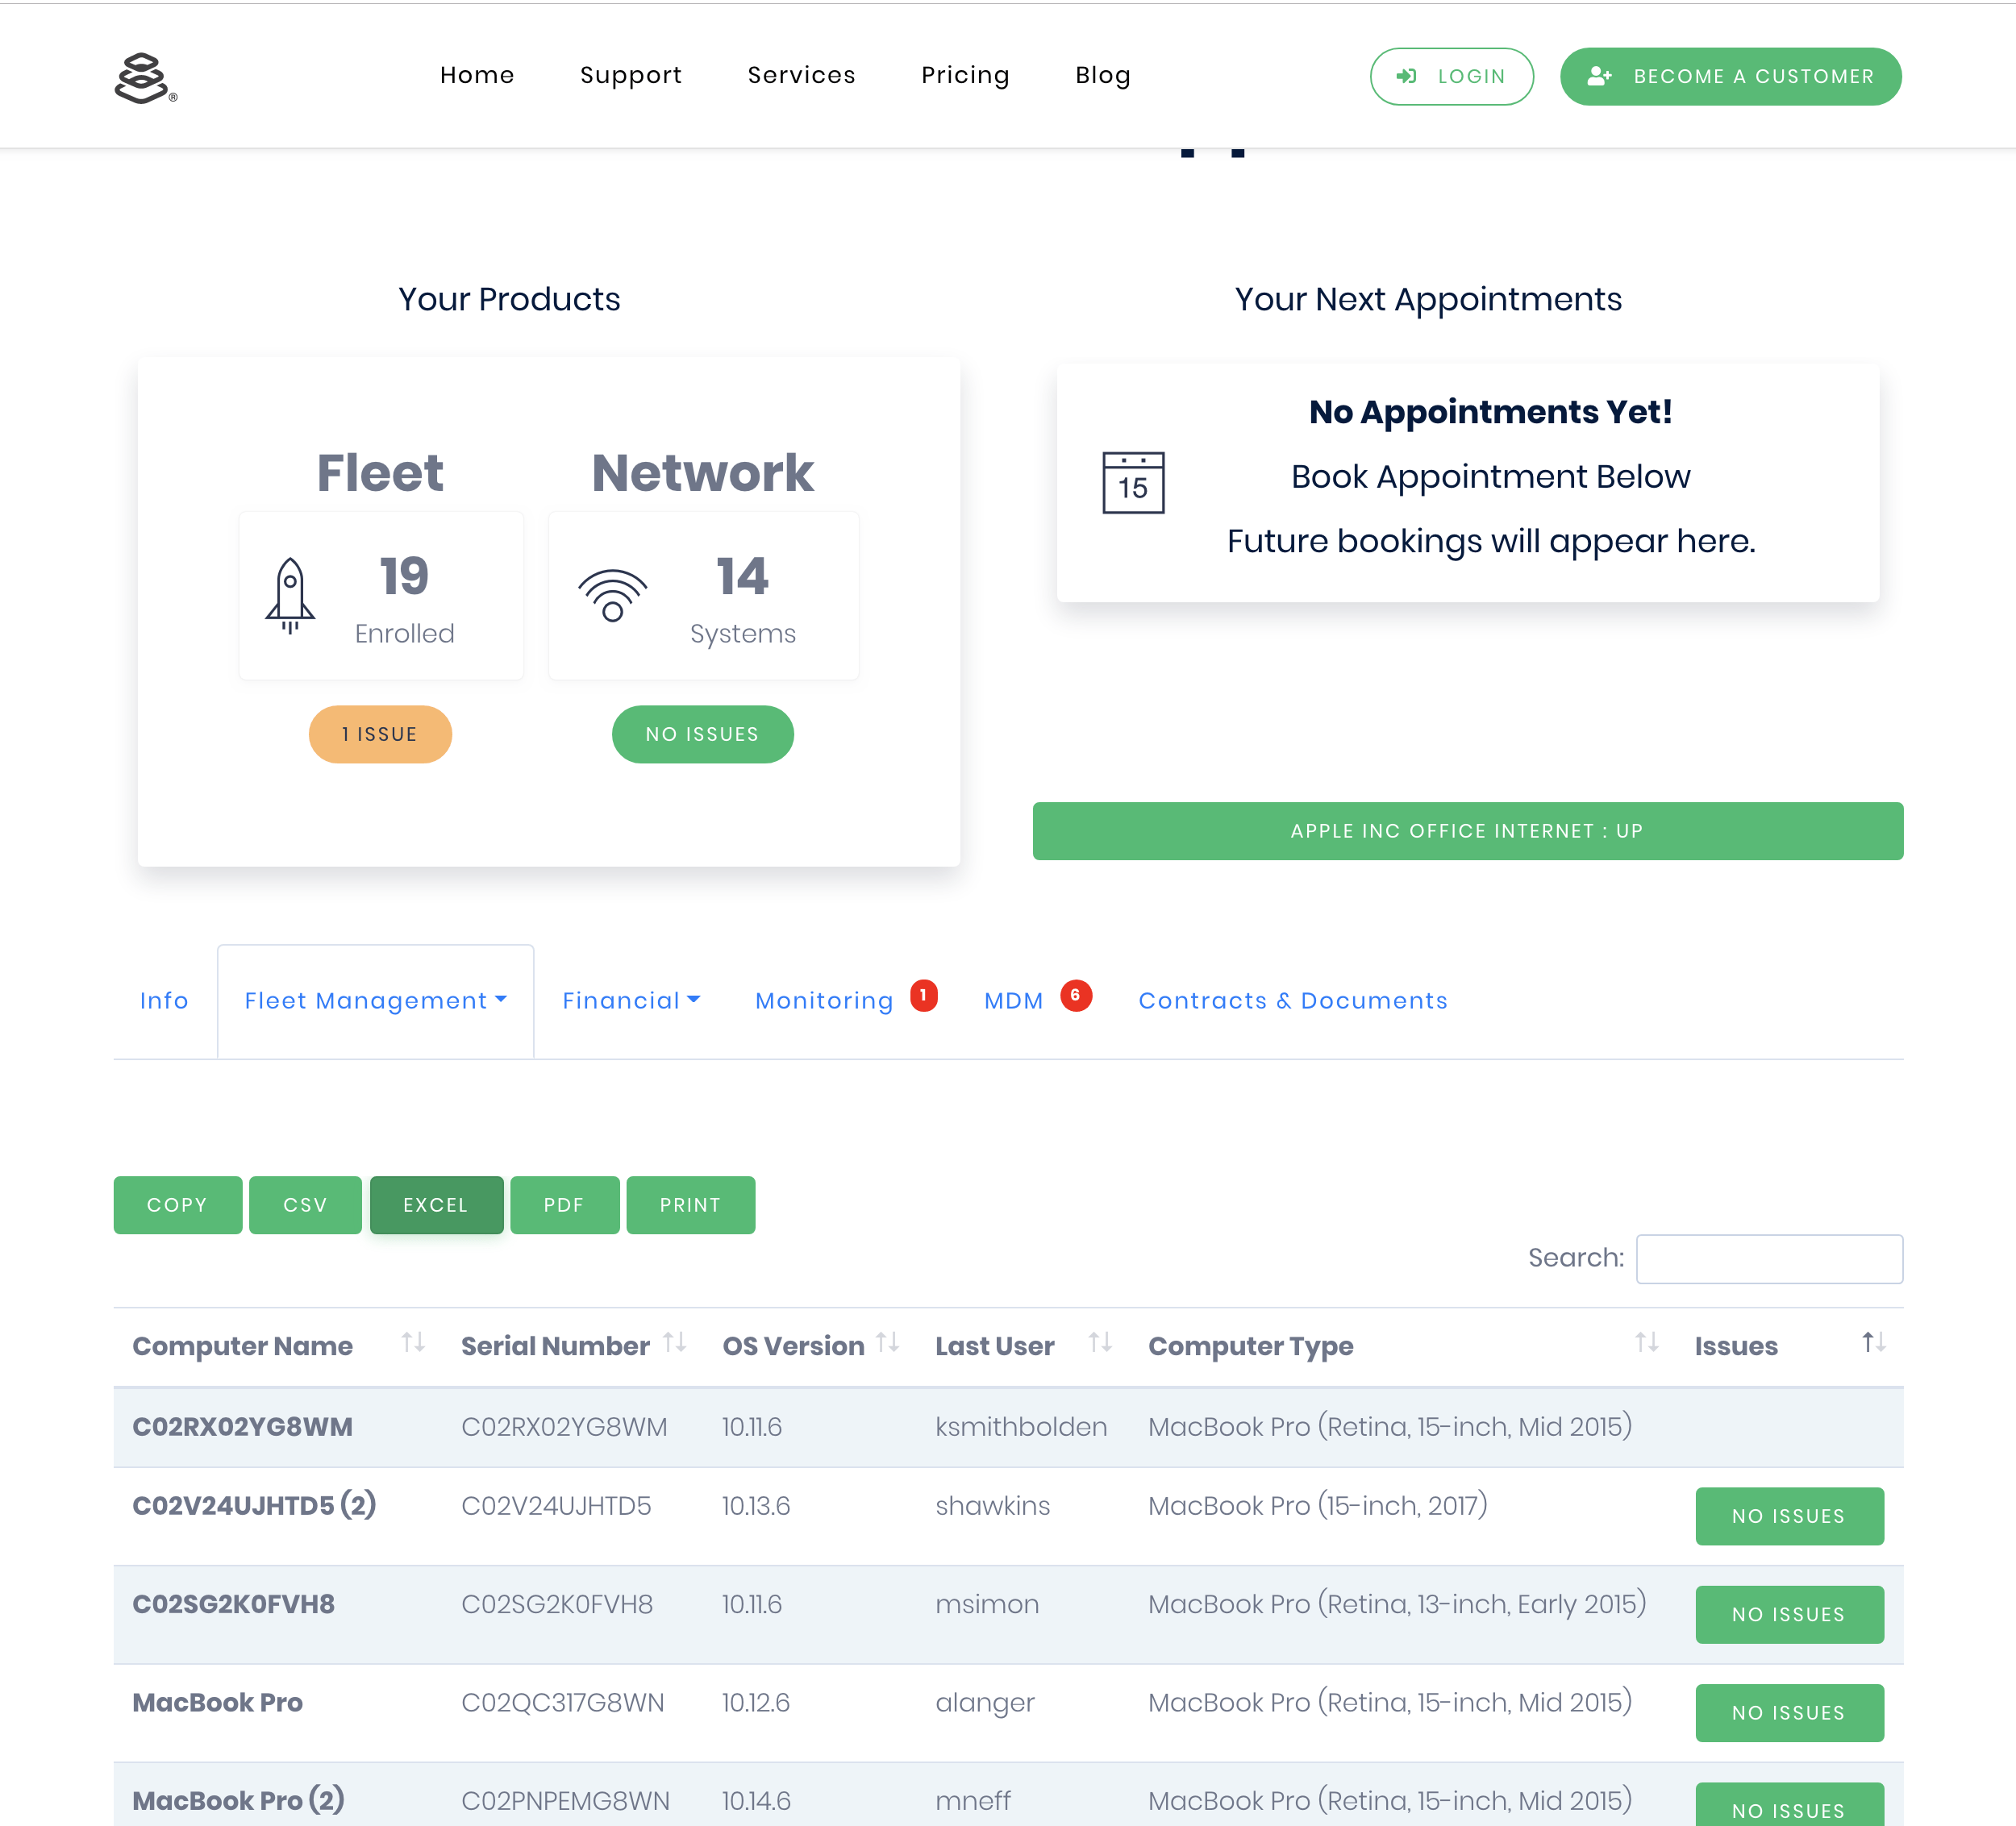 Home Support Services Pricing Blog LOGIN BECOME A CUSTOMER
®
Your Products
Your Next Appointments
Fleet
Network
19
Enrolled
14
Systems
1 ISSUE
NO ISSUES
No Appointments Yet!
15
Book Appointment Below
Future bookings will appear here.
APPLE INC OFFICE INTERNET : UP
Info Fleet Management Financial Monitoring 1 MDM 6 Contracts & Documents
COPY CSV EXCEL PDF PRINT
Search:
Computer Name Serial Number OS Version Last User Computer Type Issues
C02RX02YG8WM C02RX02YG8WM 10.11.6 ksmithbolden MacBook Pro (Retina, 15-inch, Mid 2015)
C02V24UJHTD5 (2) C02V24UJHTD5 10.13.6 shawkins MacBook Pro (15-inch, 2017) NO ISSUES
C02SG2K0FVH8 C02SG2K0FVH8 10.11.6 msimon MacBook Pro (Retina, 13-inch, Early 2015) NO ISSUES
MacBook Pro C02QC317G8WN 10.12.6 alanger MacBook Pro (Retina, 15-inch, Mid 2015) NO ISSUES
MacBook Pro (2) C02PNPEMG8WN 10.14.6 mneff MacBook Pro (Retina, 15-inch, Mid 2015) NO ISSUES